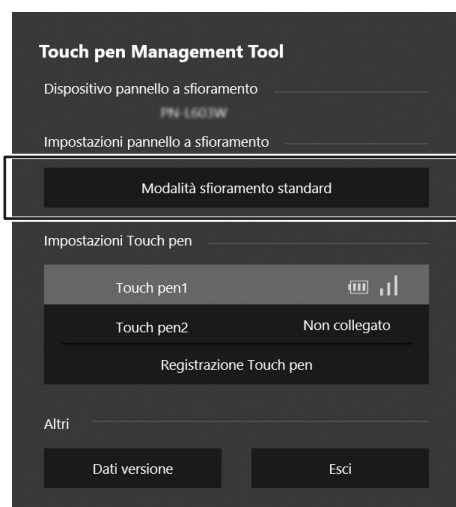 Touch pen Management Tool
Dispositivo pannello a sfioramento
PN-L603W
Impostazioni pannello a sfioramento
Modalità sfioramento standard
Impostazioni Touch pen
Touch pen1
Touch pen2 Non collegato
Registrazione Touch pen
Altri
Dati versione Esci